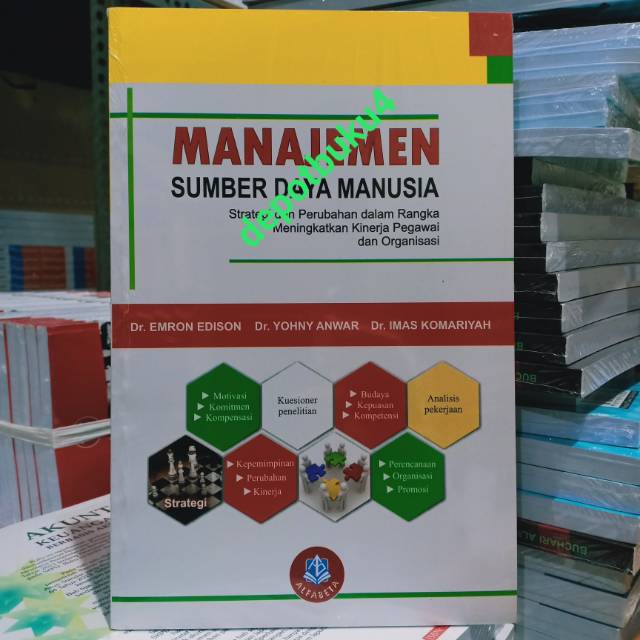 MANAJEMEN
SUMBER DAYA MANUSIA
Strategi dan Perubahan dalam Rangka
Meningkatkan Kinerja Pegawai
dan Organisasi
depotbuku4
Dr. EMRON EDISON Dr. YOHNY ANWAR Dr. IMAS KOMARIYAH
Motivasi
Komitmen
Kompensasi
Kuesioner
penelitian
Budaya
Kepuasan
Kompetensi
Analisis
pekerjaan
Strategi
Kepemimpinan
Perubahan
Kinerja
Perencanaan
Organisasi
Promosi
ALFABETA
BUCHARI